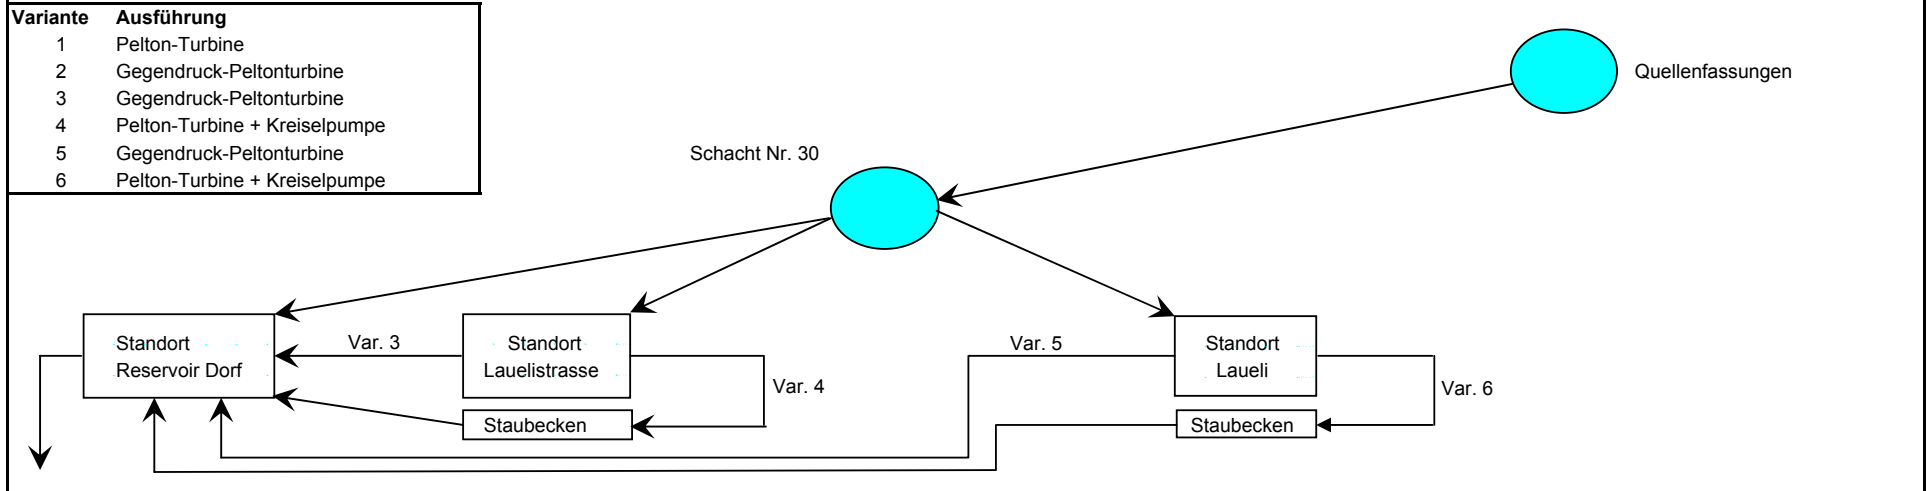 Variante Ausführung
1 Pelton-Turbine
2 Gegendruck-Peltonturbine
3 Gegendruck-Peltonturbine
4 Pelton-Turbine + Kreiselpumpe
5 Gegendruck-Peltonturbine
6 Pelton-Turbine + Kreiselpumpe
Quellenfassungen
Schacht Nr. 30
Standort
Reservoir Dorf
Var. 3
Standort
Lauelistrasse
Var. 4
Staubecken
Var. 5
Standort
Laueli
Var. 6
Staubecken